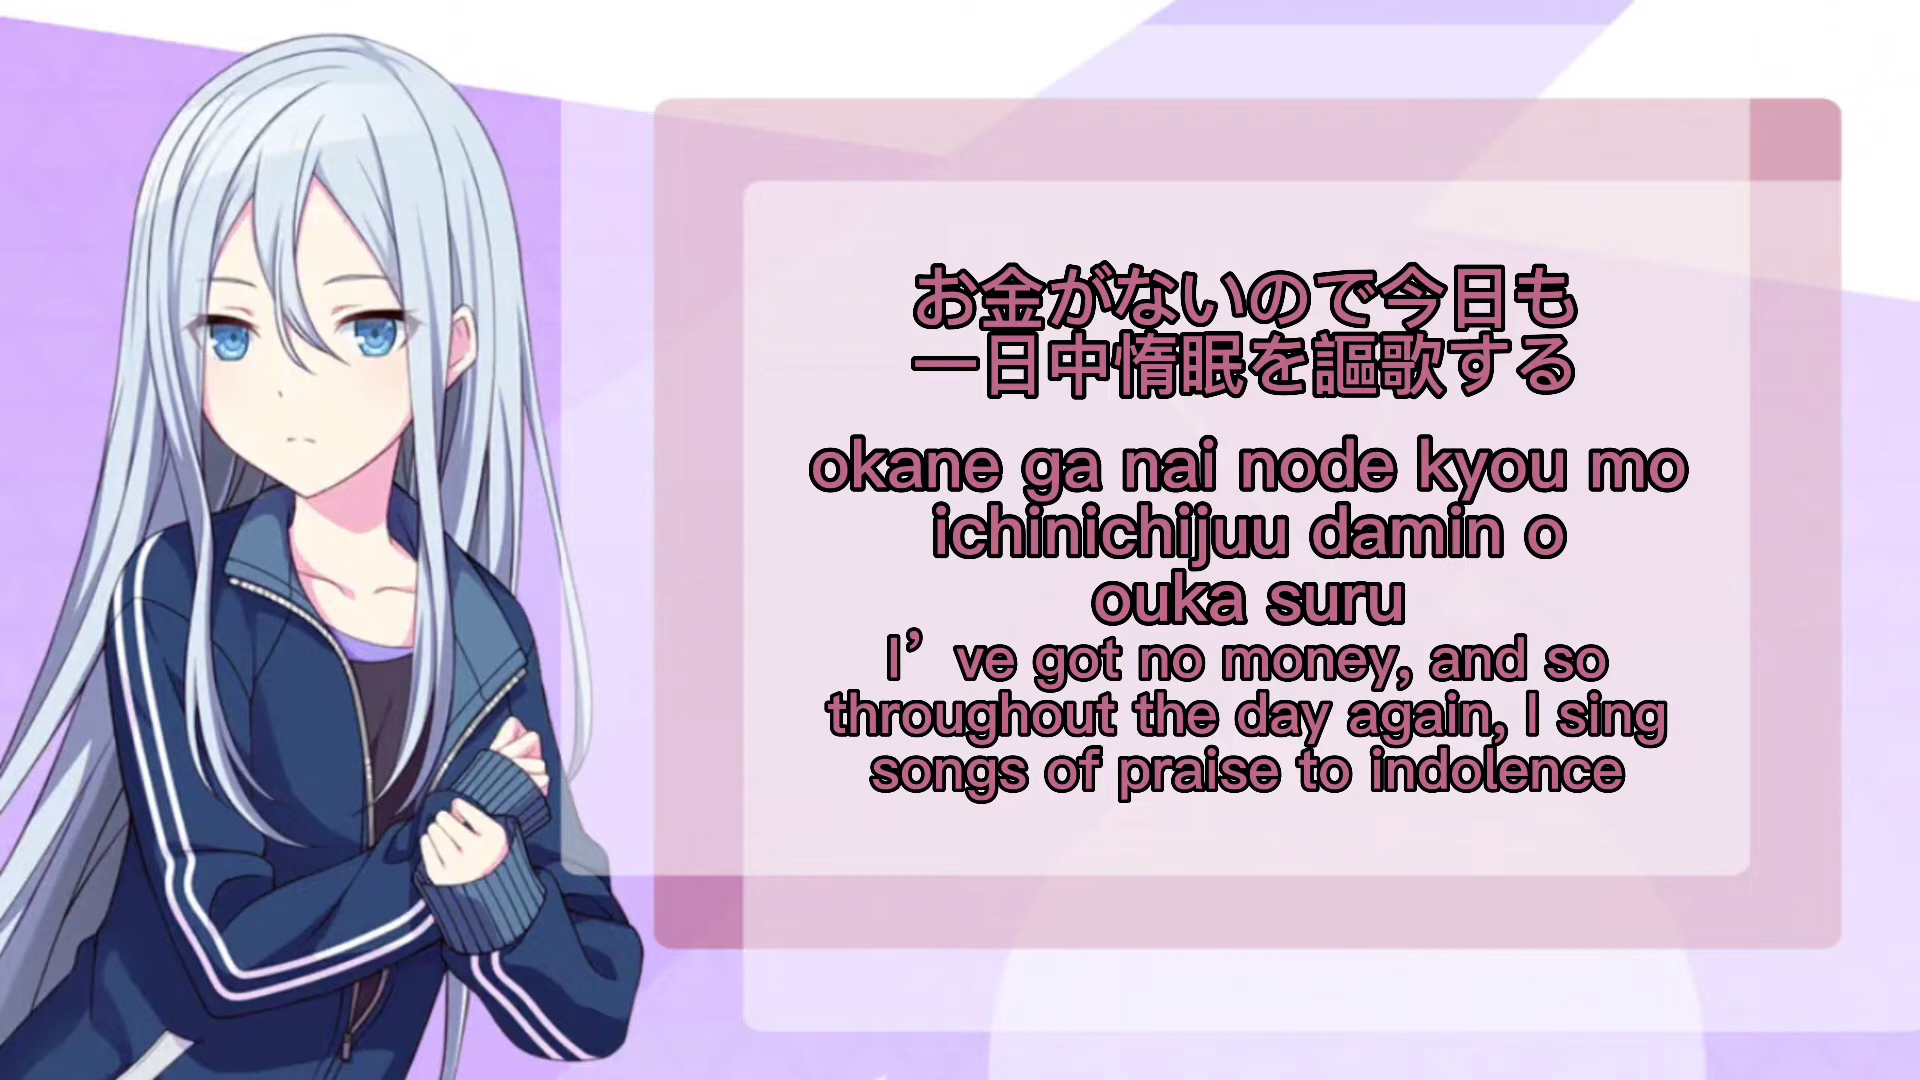 お金がないので今日も
一日中惰眠を謳歌する
okane ga nai node kyou mo
ichinichijuu damin o
ouka suru
I’ve got no money, and so
throughout the day again, I sing
songs of praise to indolence